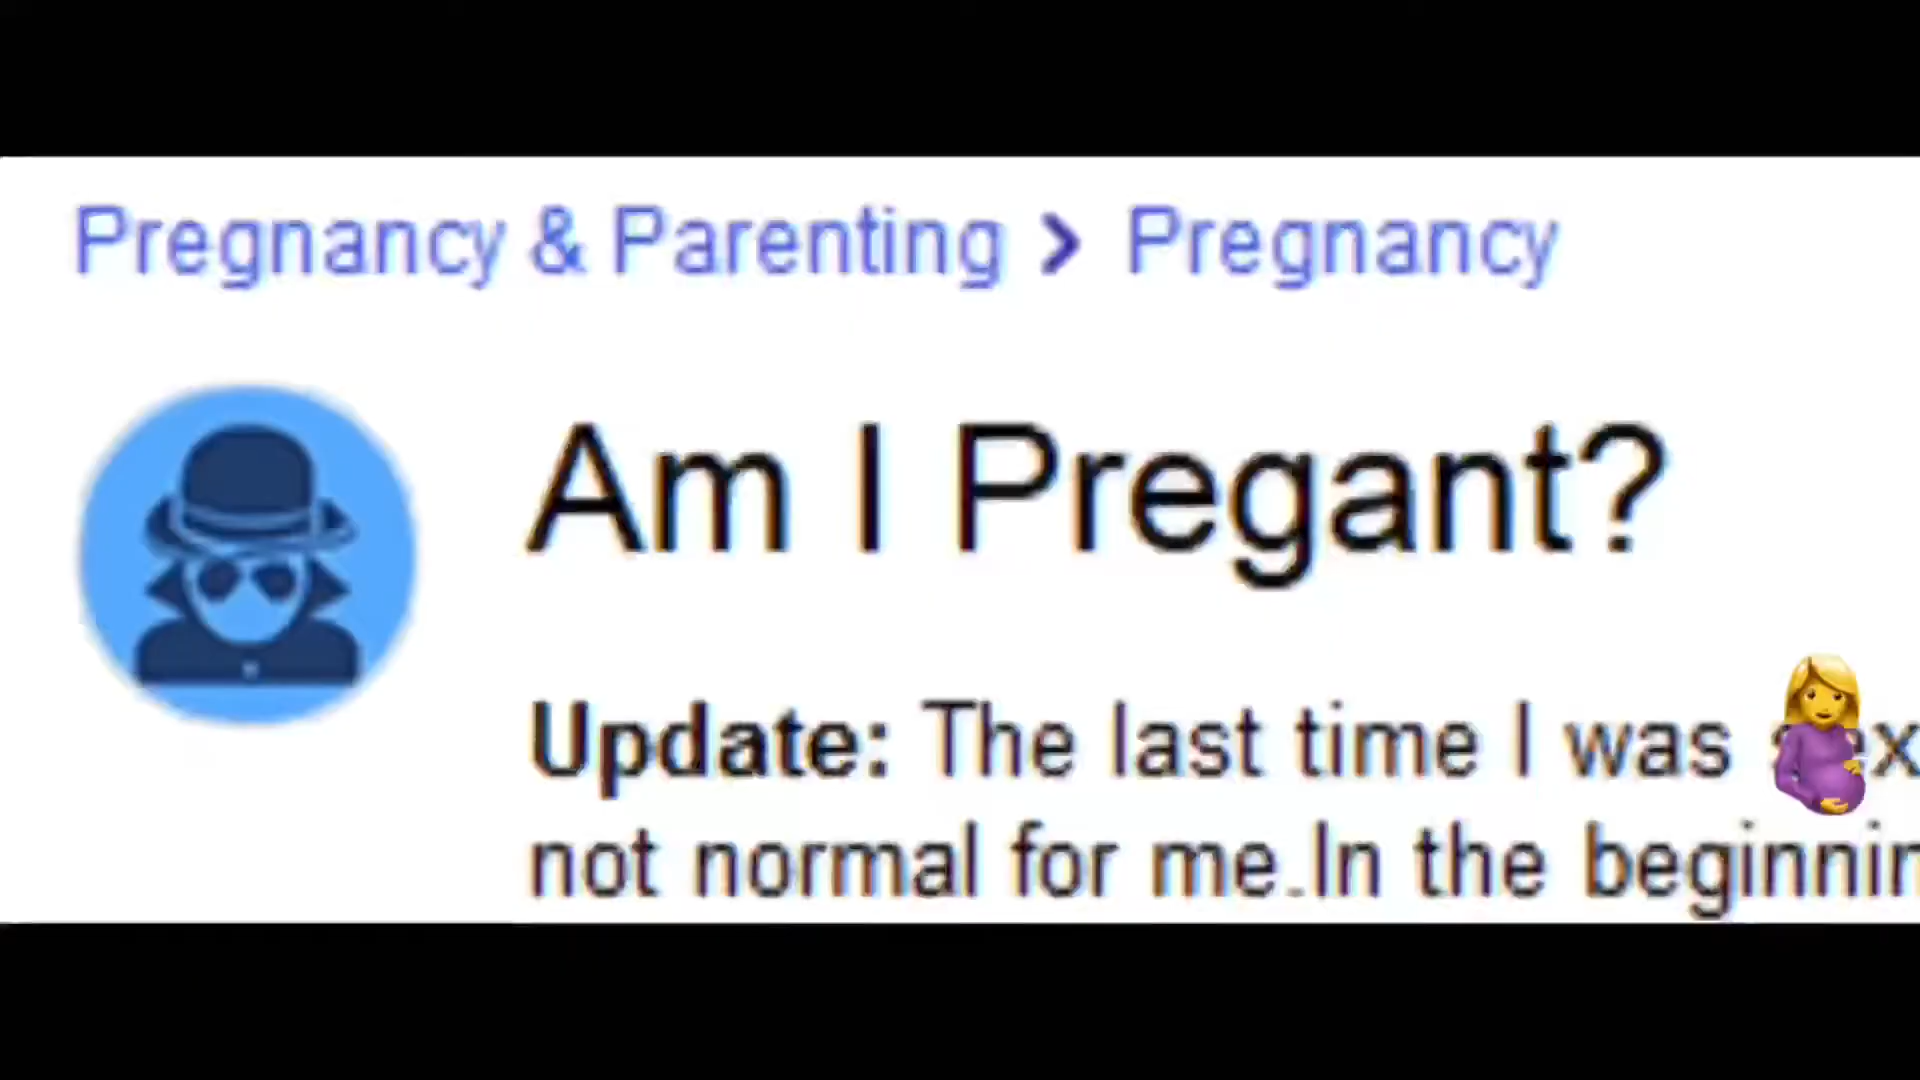 Pregnancy & Parenting > Pregnancy
Am I Pregant?
Update: The last time I was
not normal for me.In the